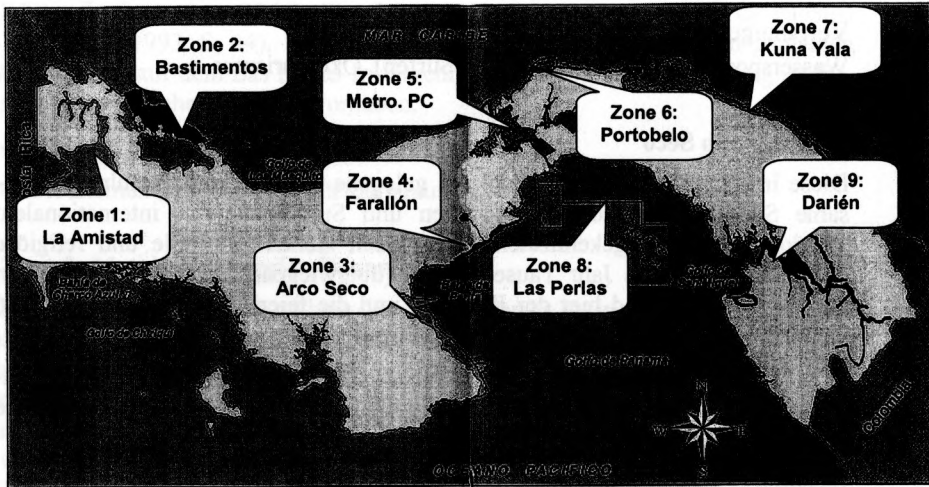 MAR CARIBE
Zone 2:
Bastimentos
Zone 7:
Kuna Yala
Zone 5:
Metro. PC
Zone 6:
Portobelo
Zone 4:
Farallón
Zone 9:
Darién
Zone 1:
La Amistad
Zone 3:
Arco Seco
Zone 8:
Las Perlas
Golfo de
Golfo de Chiriquí
Golfo de Panamá
Colombia
N
W
E
S
OCEANO PACIFICO